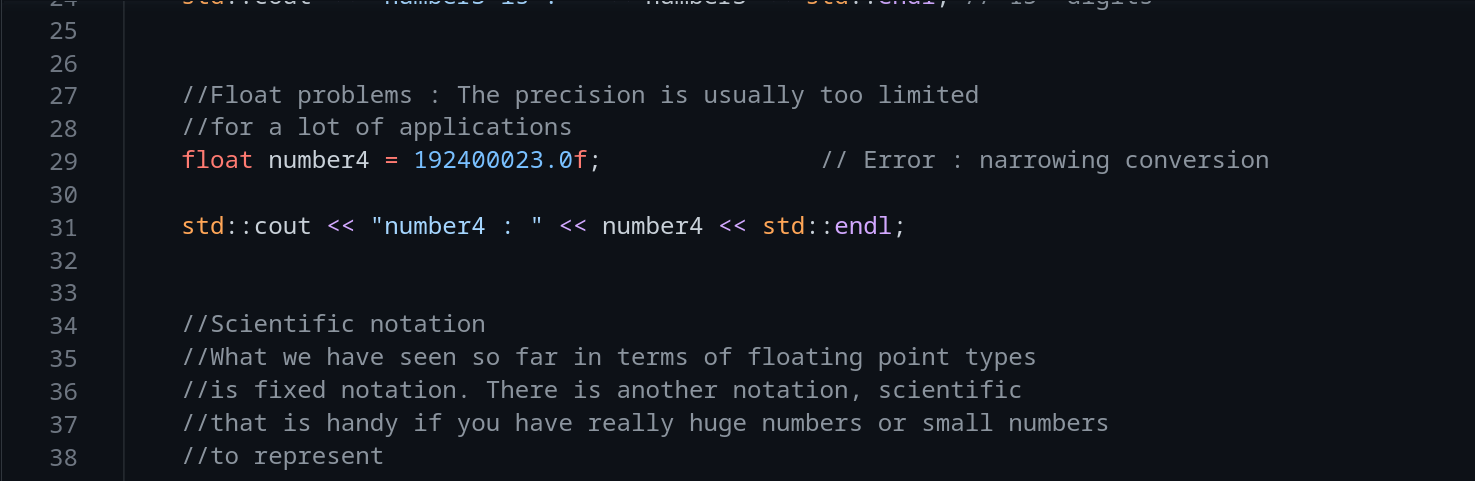 25
26
27 //Float problems : The precision is usually too limited
28 //for a lot of applications
29 float number4 = 192400023.0f; // Error : narrowing conversion
30
31 std::cout << "number4 : " << number4 << std::endl;
32
33
34 //Scientific notation
35 //What we have seen so far in terms of floating point types
36 //is fixed notation. There is another notation, scientific
37 //that is handy if you have really huge numbers or small numbers
38 //to represent